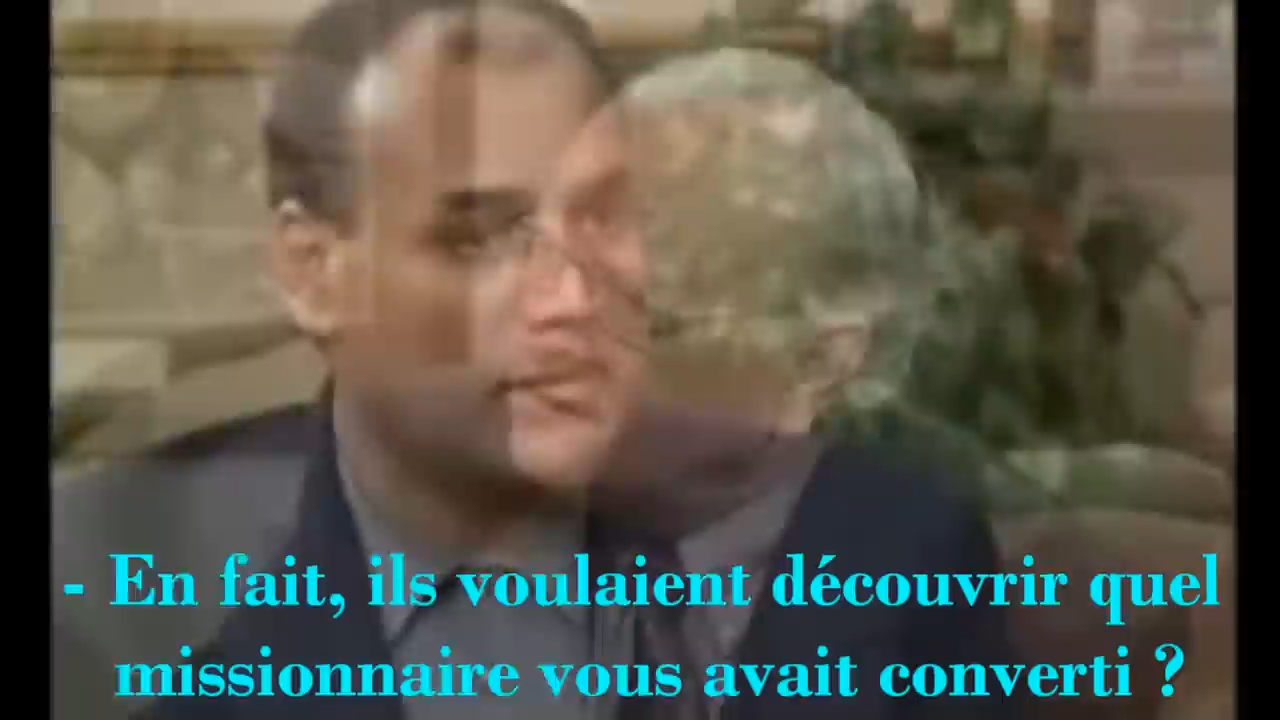 - En fait, ils voulaient découvrir quel
missionnaire vous avait converti ?